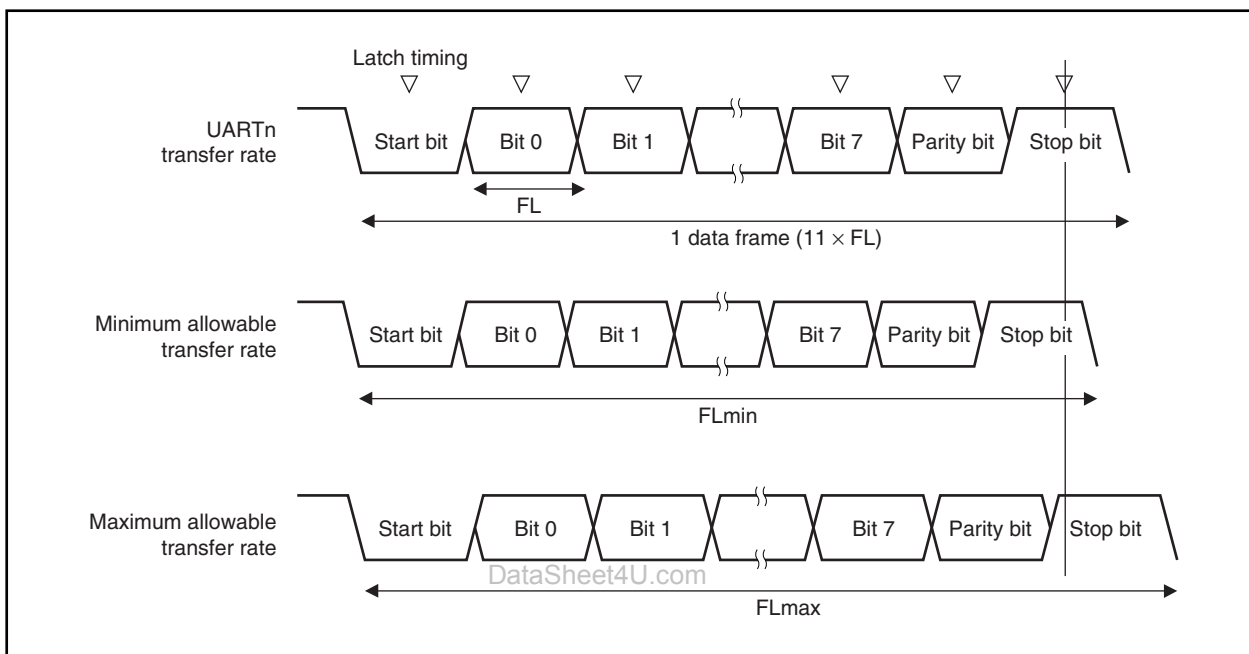 Latch timing
UARTn
transfer rate
Start bit
Bit 0
Bit 1
Bit 7
Parity bit
Stop bit
FL
1 data frame (11 × FL)
Minimum allowable
transfer rate
Start bit
Bit 0
Bit 1
Bit 7
Parity bit
Stop bit
FLmin
Maximum allowable
transfer rate
Start bit
Bit 0
Bit 1
Bit 7
Parity bit
Stop bit
DataSheet4U.com
FLmax